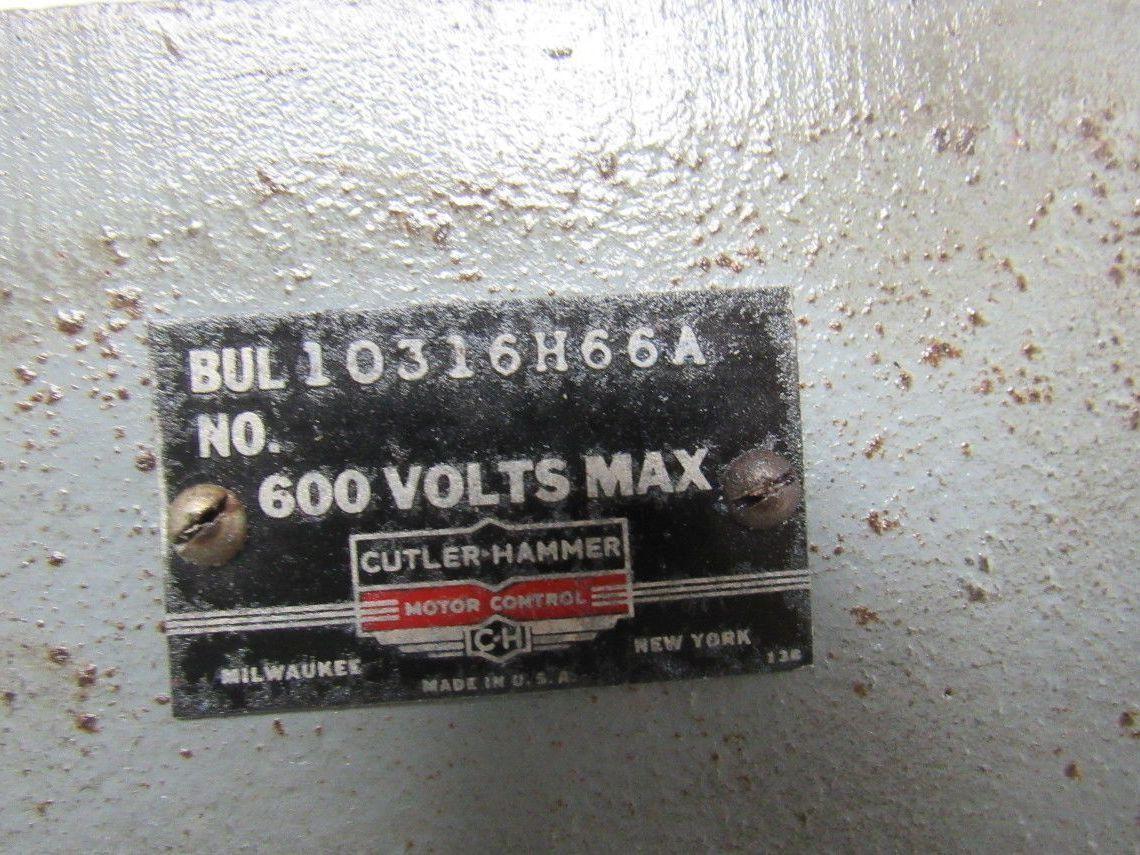 BUL 10316H66A
NO.
600 VOLTS MAX
CUTLER-HAMMER
MOTOR CONTROL
C-H
MILWAUKEE
NEW YORK
MADE IN U.S.A.